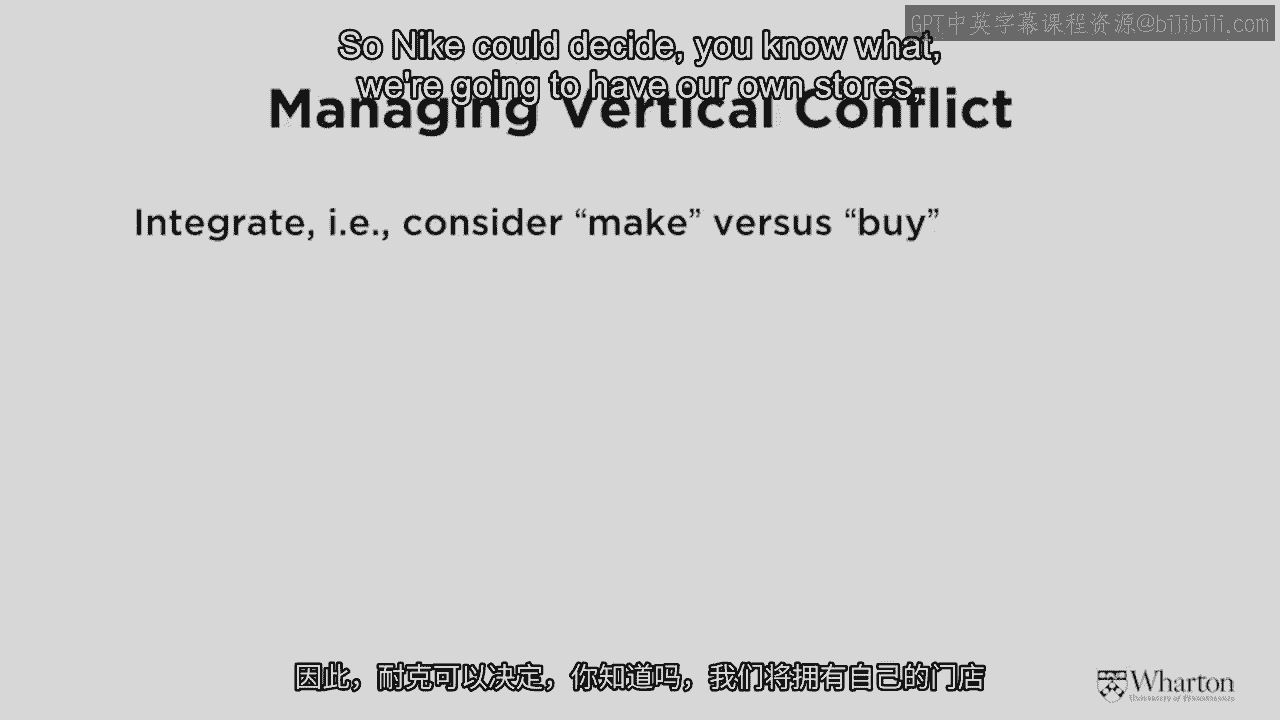 GPT中英字幕课程资源@bilibili.com
So Nike could decide, you know what,
we're going to have our own stores,
Managing Vertical Conflict
Integrate, i.e., consider “make” versus “buy”
因此，耐克可以决定，你知道吗，我们将拥有自己的门店
Wharton
University of Pennsylvania